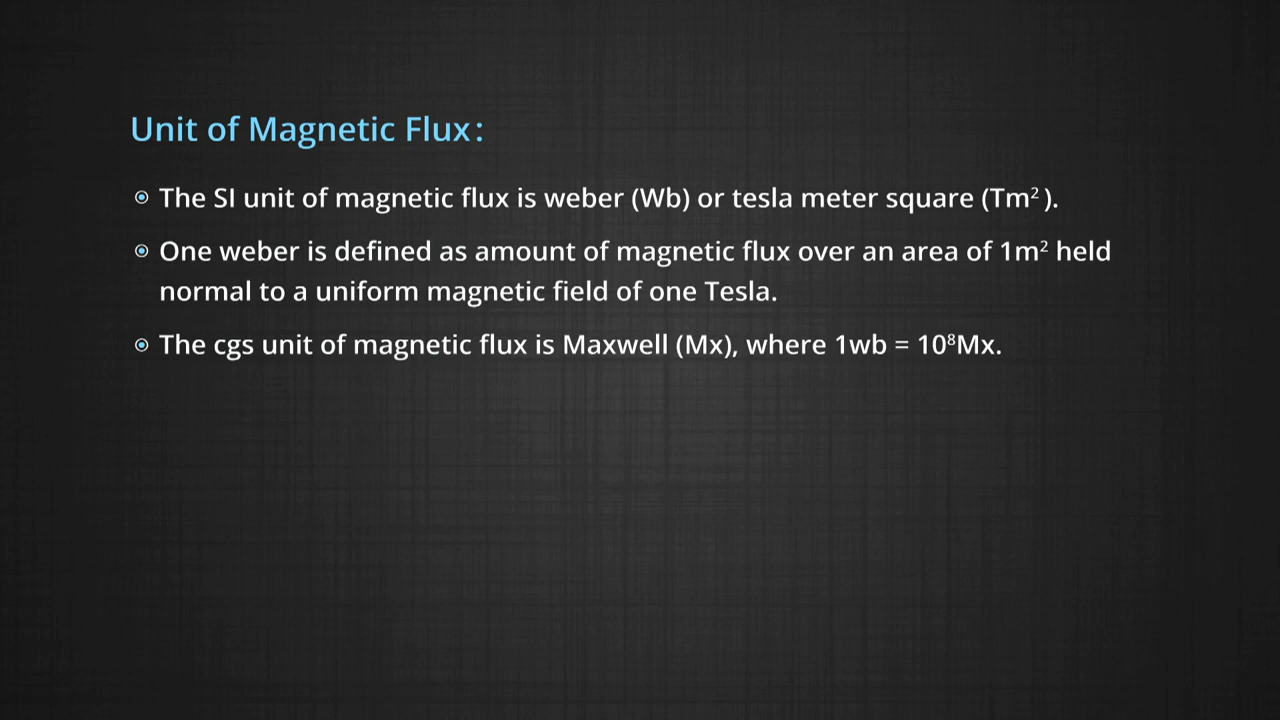 Unit of Magnetic Flux:
The SI unit of magnetic flux is weber (Wb) or tesla meter square (Tm²).
One weber is defined as amount of magnetic flux over an area of 1m² held
normal to a uniform magnetic field of one Tesla.
The cgs unit of magnetic flux is Maxwell (Mx), where 1wb = 10⁸Mx.